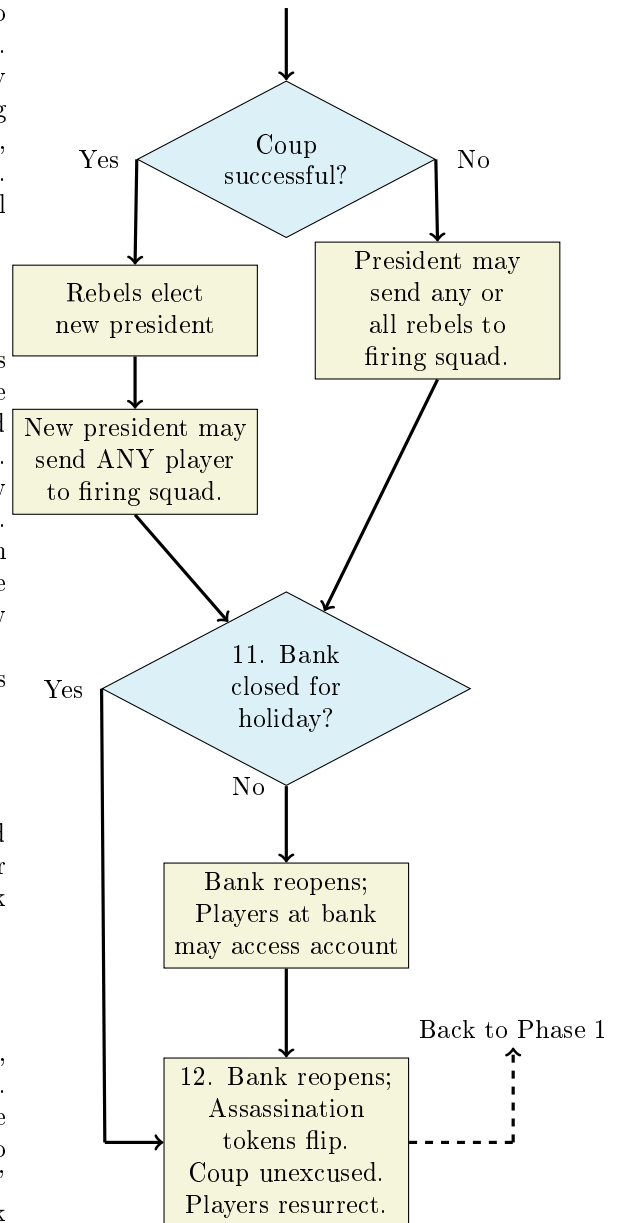 Coup
successful?
Yes
No
Rebels elect
new president
President may
send any or
all rebels to
firing squad.
New president may
send ANY player
to firing squad.
11. Bank
closed for
holiday?
Yes
No
Bank reopens;
Players at bank
may access account
Back to Phase 1
12. Bank reopens;
Assassination
tokens flip.
Coup unexcused.
Players resurrect.